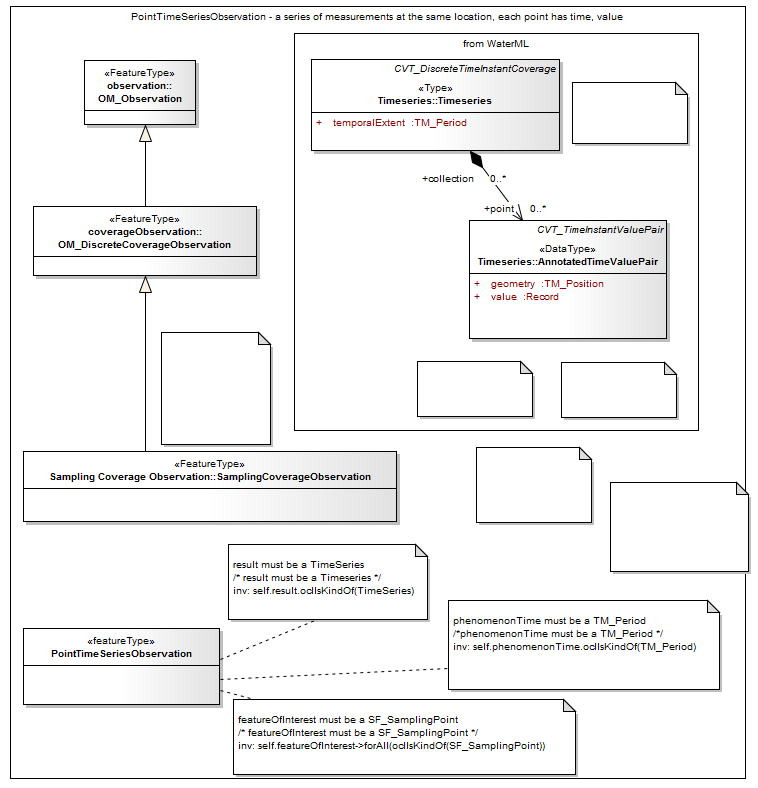 PointTimeSeriesObservation - a series of measurements at the same location, each point has time, value
from WaterML
«FeatureType»
observation::
OM_Observation
CVT_DiscreteTimeInstantCoverage
«Type»
Timeseries::Timeseries
+ temporalExtent :TM_Period
+collection 0..*
+point 0..*
«FeatureType»
coverageObservation::
OM_DiscreteCoverageObservation
CVT_TimeInstantValuePair
«DataType»
Timeseries::AnnotatedTimeValuePair
+ geometry :TM_Position
+ value :Record
«FeatureType»
Sampling Coverage Observation::SamplingCoverageObservation
result must be a TimeSeries
/* result must be a Timeseries */
inv: self.result.oclIsKindOf(TimeSeries)
phenomenonTime must be a TM_Period
/*phenomenonTime must be a TM_Period */
inv: self.phenomenonTime.oclIsKindOf(TM_Period)
«featureType»
PointTimeSeriesObservation
featureOfInterest must be a SF_SamplingPoint
/* featureOfInterest must be a SF_SamplingPoint */
inv: self.featureOfInterest->forAll(oclIsKindOf(SF_SamplingPoint))